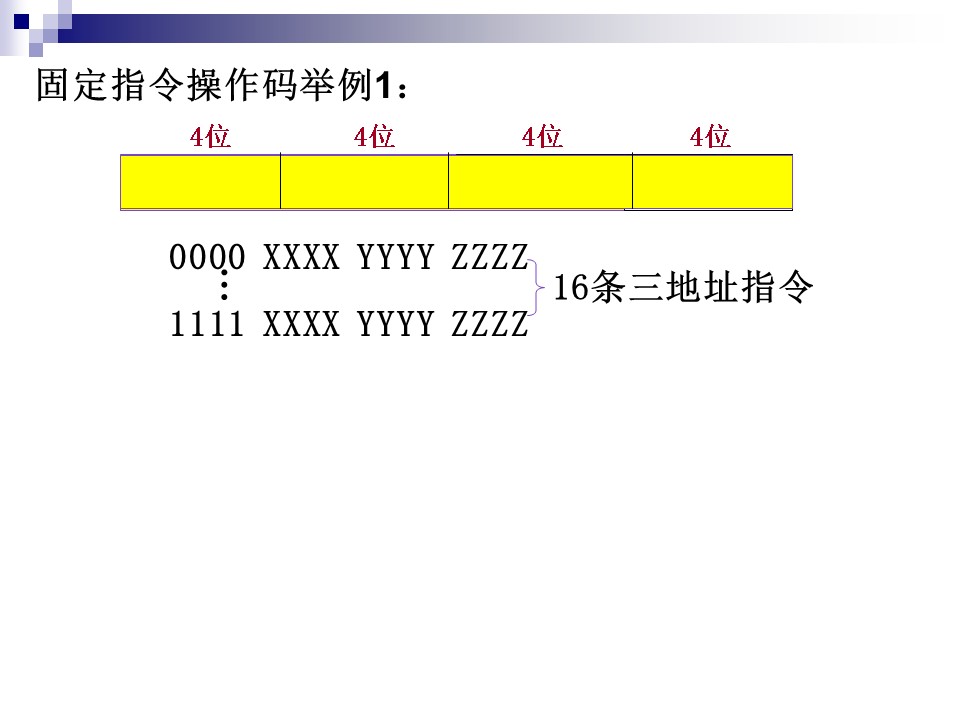 固定指令操作码举例1：
4位 4位 4位 4位
0000 XXXX YYYY ZZZZ
⋮
16条三地址指令
1111 XXXX YYYY ZZZZ